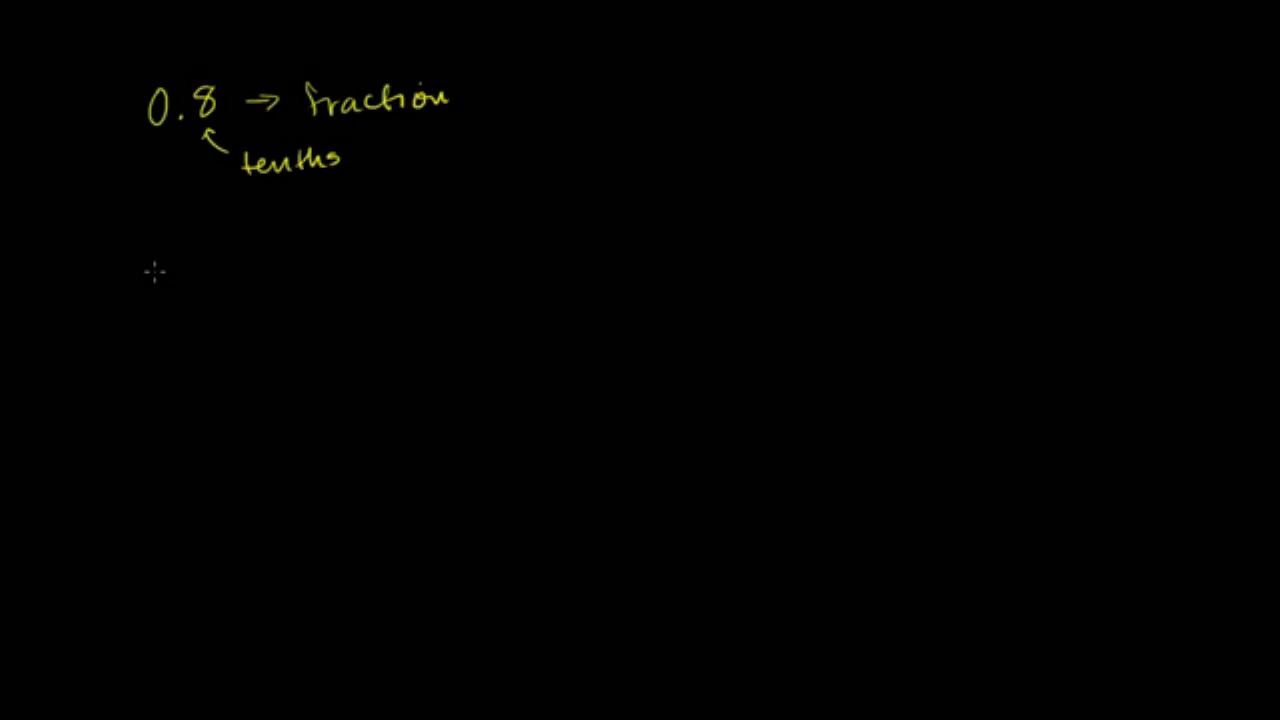 0.8 → fraction
tenths